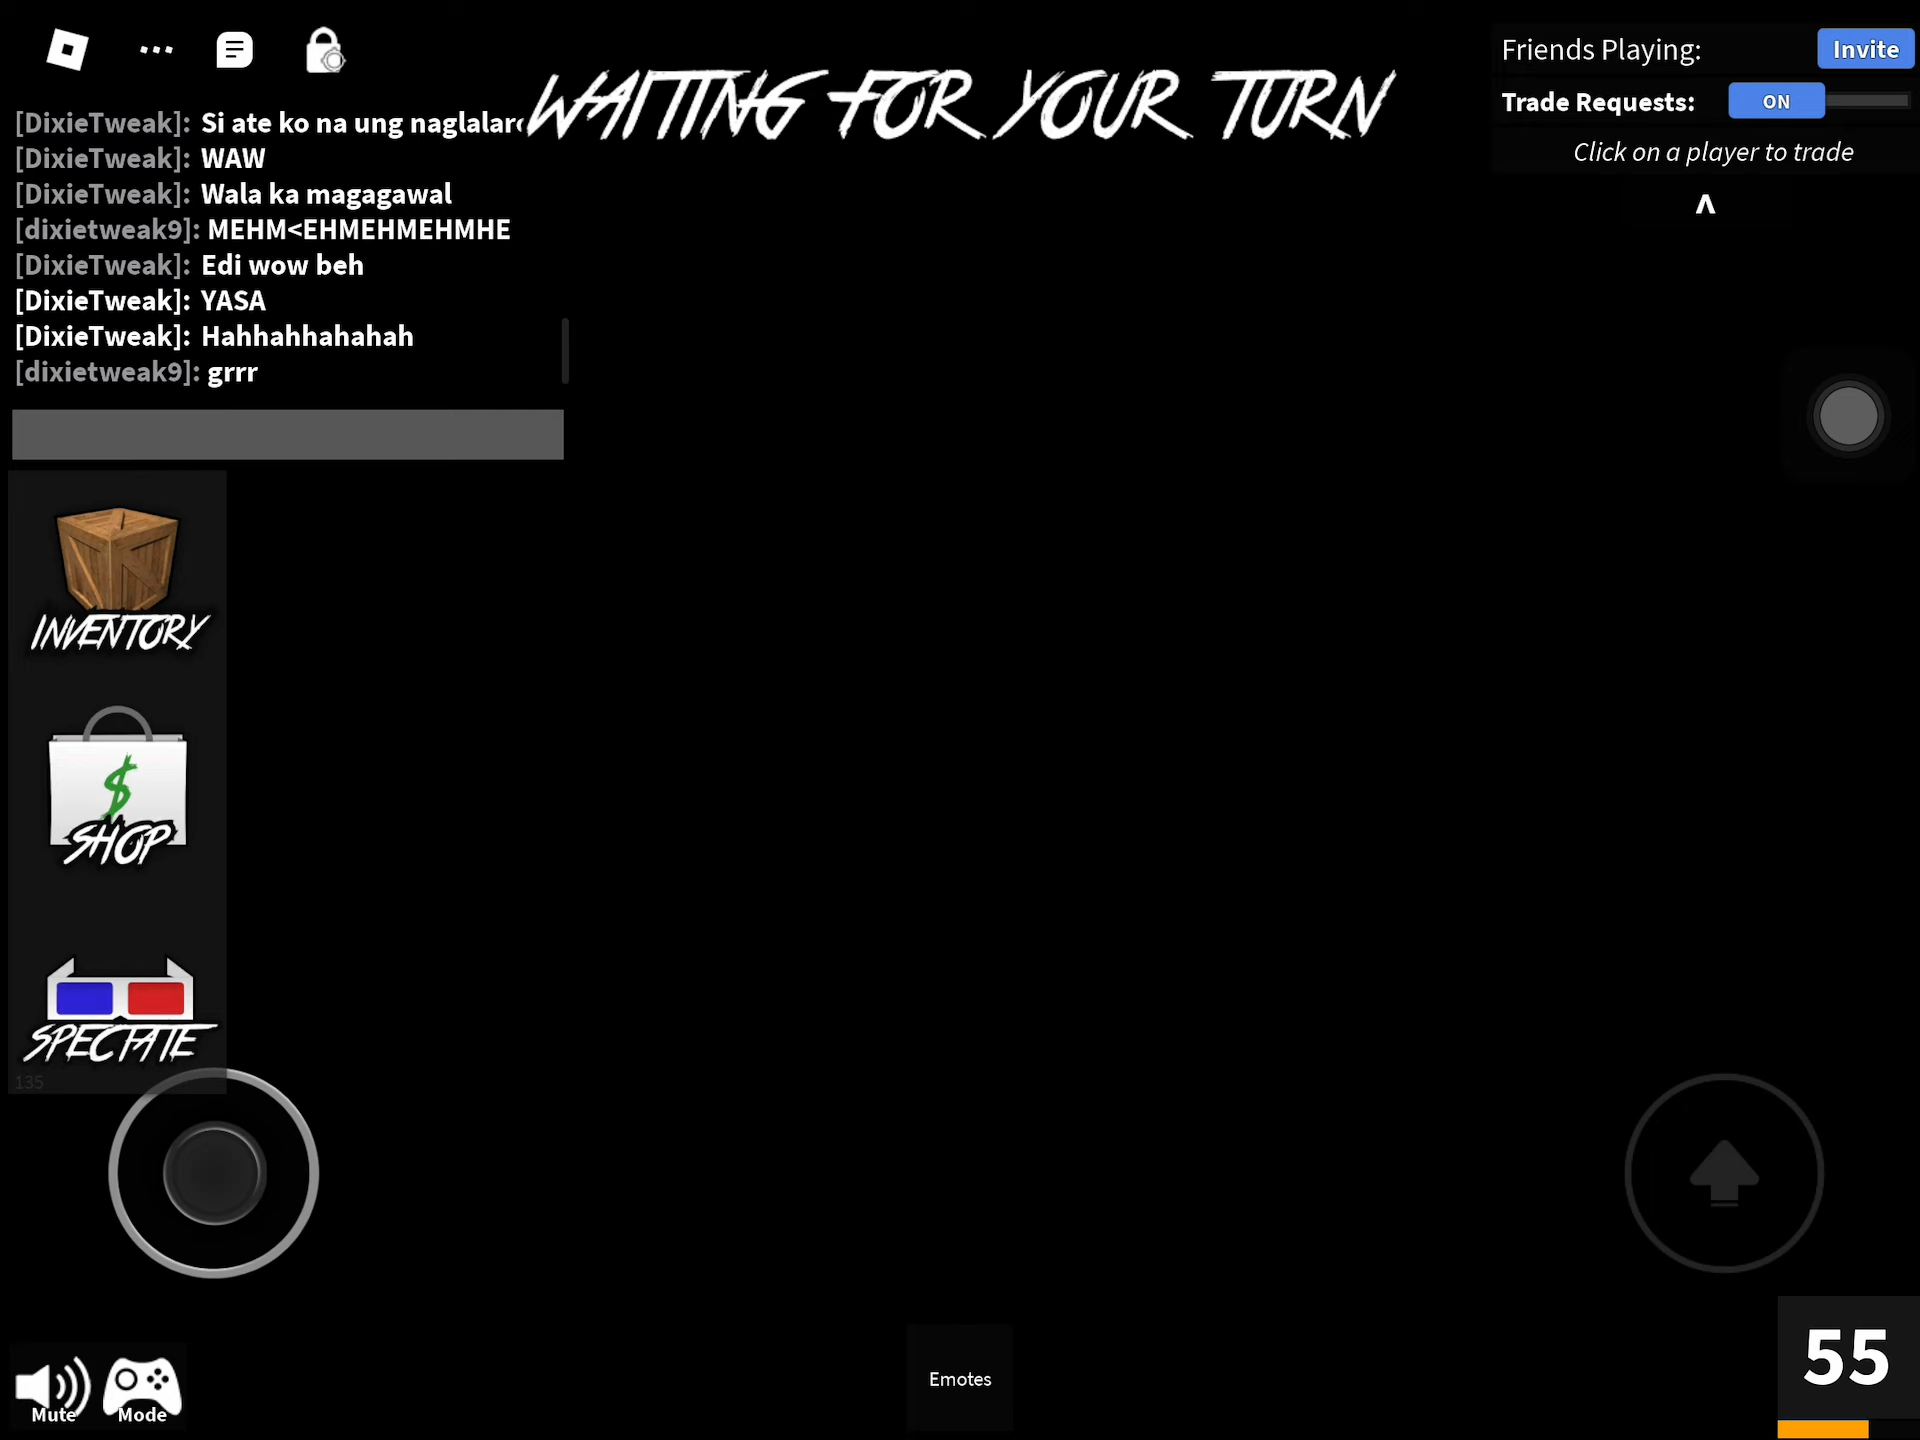 WAITING FOR YOUR TURN
Friends Playing:
Invite
Trade Requests:
ON
Click on a player to trade
[DixieTweak]: Si ate ko na ung naglalar
[DixieTweak]: WAW
[DixieTweak]: Wala ka magagawal
[dixietweak9]: MEHM<EHMEHMEHMHE
[DixieTweak]: Edi wow beh
[DixieTweak]: YASA
[DixieTweak]: Hahhahhahahah
[dixietweak9]: grrr
INVENTORY
$
SHOP
SPECTATE
135
Mute
Mode
Emotes
55